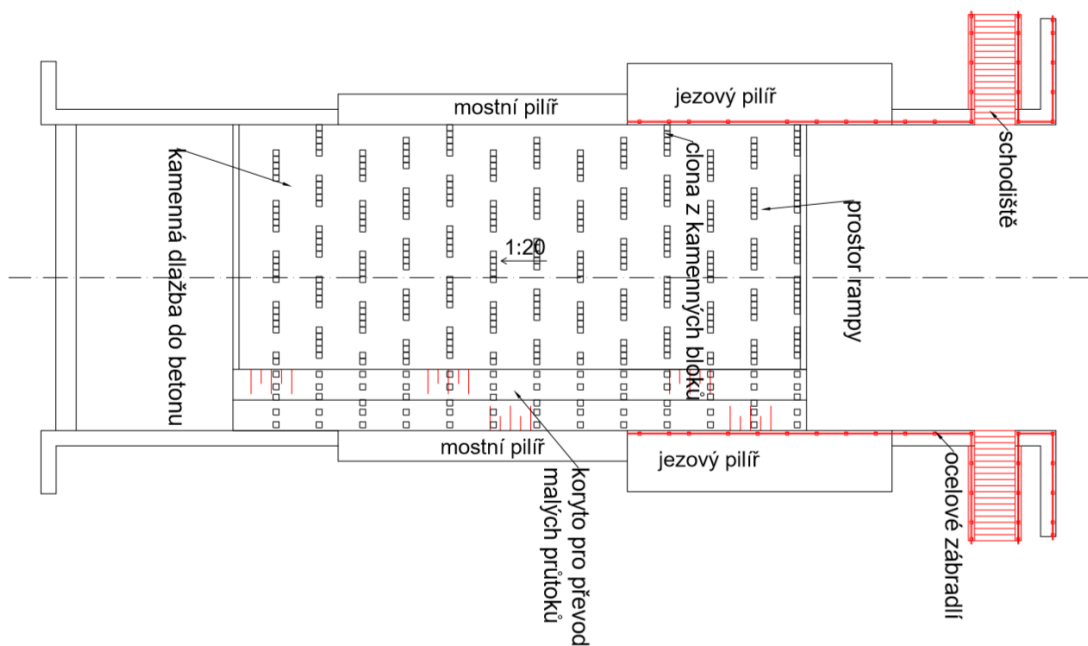 mostní pilíř
jezový pilíř
schodiště
kamenná dlažba do betonu
clona z kamenných bloků
prostor rampy
1:20
mostní pilíř
jezový pilíř
koryto pro převod
malých průtoků
ocelové zábradlí